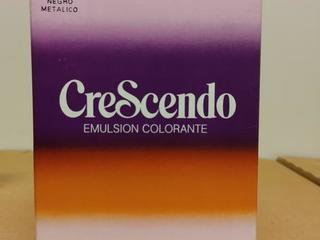 NEGRO
METALICO
CreScendo
EMULSION COLORANTE